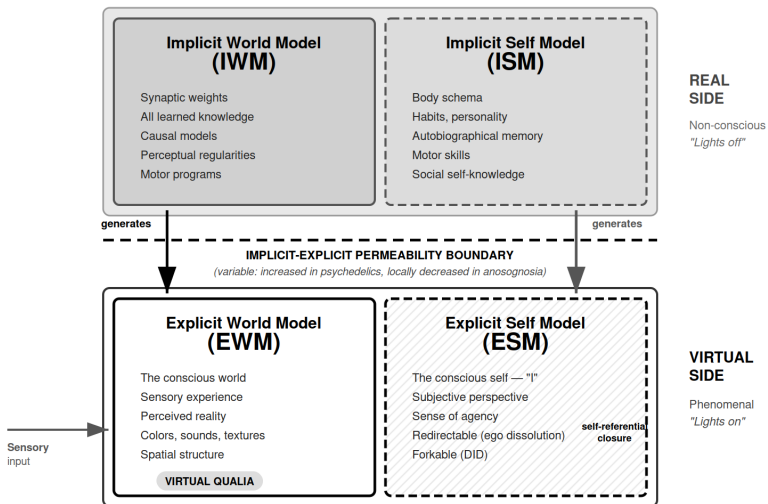 Implicit World Model
(IWM)
Synaptic weights
All learned knowledge
Causal models
Perceptual regularities
Motor programs
Implicit Self Model
(ISM)
Body schema
Habits, personality
Autobiographical memory
Motor skills
Social self-knowledge
REAL
SIDE
Non-conscious
"Lights off"
generates
generates
IMPLICIT-EXPLICIT PERMEABILITY BOUNDARY
(variable: increased in psychedelics, locally decreased in anosognosia)
Explicit World Model
(EWM)
The conscious world
Sensory experience
Perceived reality
Colors, sounds, textures
Spatial structure
VIRTUAL QUALIA
Explicit Self Model
(ESM)
The conscious self — "I"
Subjective perspective
Sense of agency
Redirectable (ego dissolution)
Forkable (DID)
self-referential
closure
VIRTUAL
SIDE
Phenomenal
"Lights on"
Sensory
input